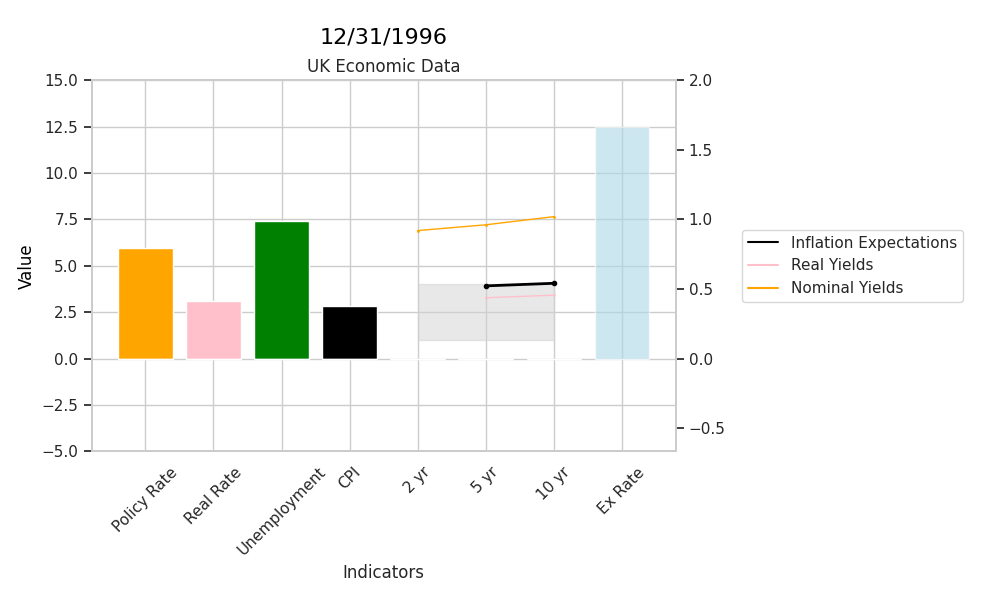 12/31/1996
UK Economic Data
15.0
12.5
10.0
7.5
5.0
2.5
0.0
−2.5
−5.0
Value
2.0
1.5
1.0
0.5
0.0
−0.5
Policy Rate
Real Rate
Unemployment
CPI
2 yr
5 yr
10 yr
Ex Rate
Indicators
Inflation Expectations
Real Yields
Nominal Yields